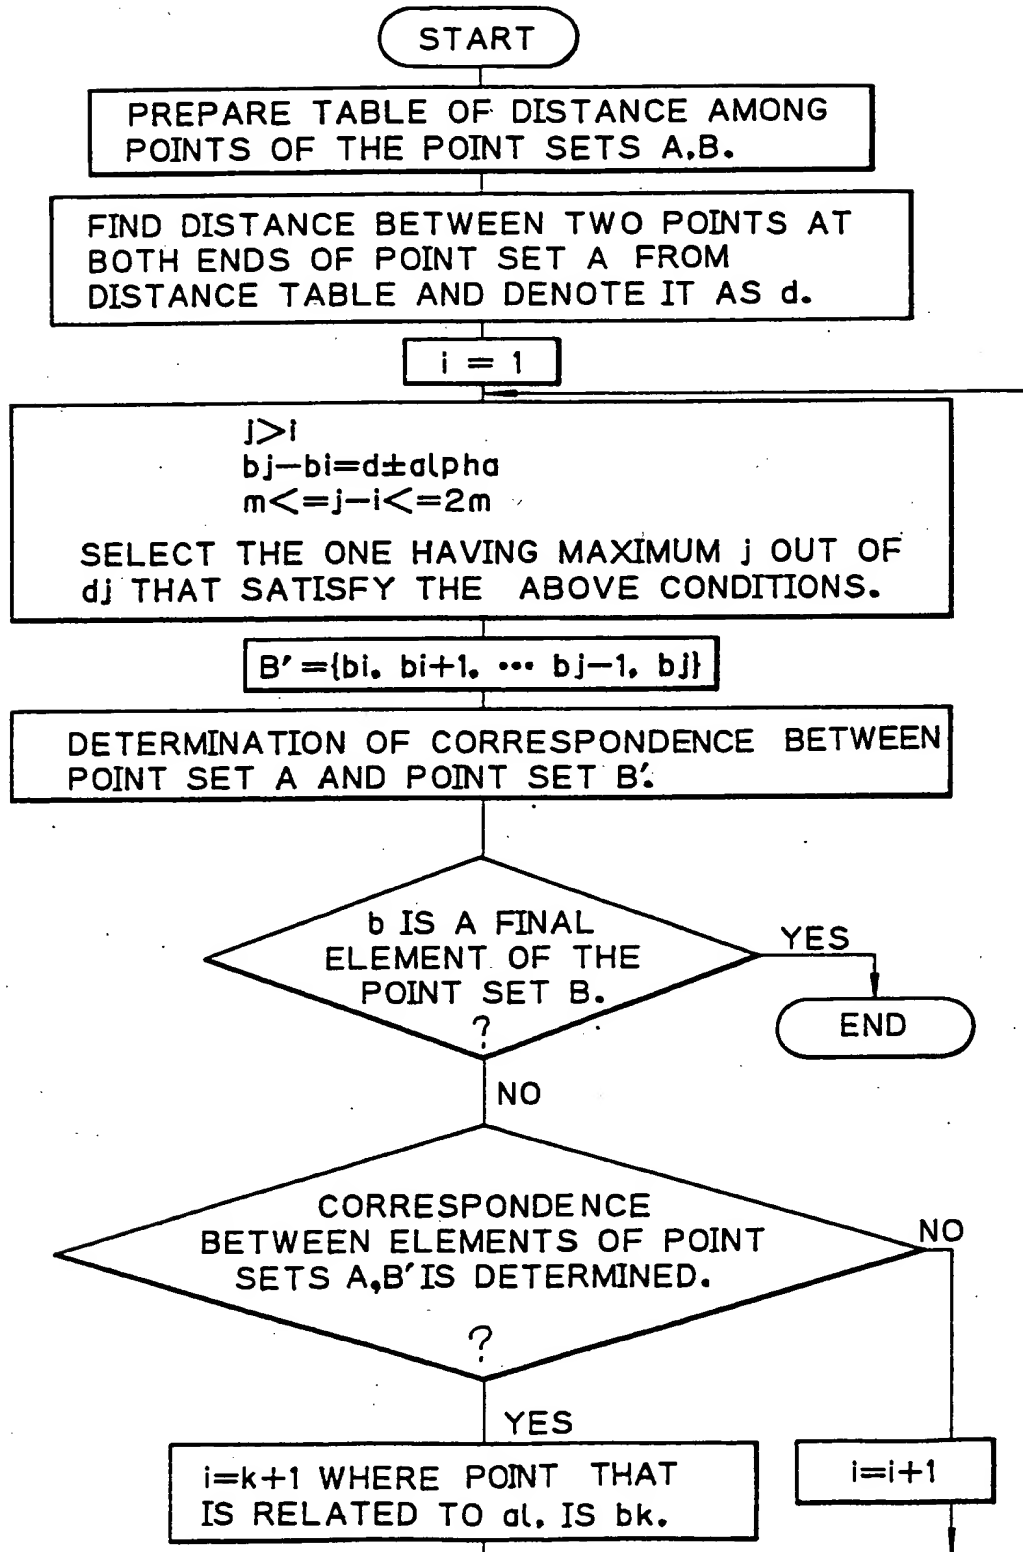 START
PREPARE TABLE OF DISTANCE AMONG
POINTS OF THE POINT SETS A,B.
FIND DISTANCE BETWEEN TWO POINTS AT
BOTH ENDS OF POINT SET A FROM
DISTANCE TABLE AND DENOTE IT AS d.
i = 1
j>i
bj-bi=d±alpha
m<=j-i<=2m
SELECT THE ONE HAVING MAXIMUM j OUT OF
dj THAT SATISFY THE ABOVE CONDITIONS.
B'={bi, bi+1, ... bj-1, bj}
DETERMINATION OF CORRESPONDENCE BETWEEN
POINT SET A AND POINT SET B'.
b IS A FINAL
ELEMENT OF THE
POINT SET B.
?
YES
END
NO
CORRESPONDENCE
BETWEEN ELEMENTS OF POINT
SETS A,B' IS DETERMINED.
?
NO
YES
i=k+1 WHERE POINT THAT
IS RELATED TO al, IS bk.
i=i+1